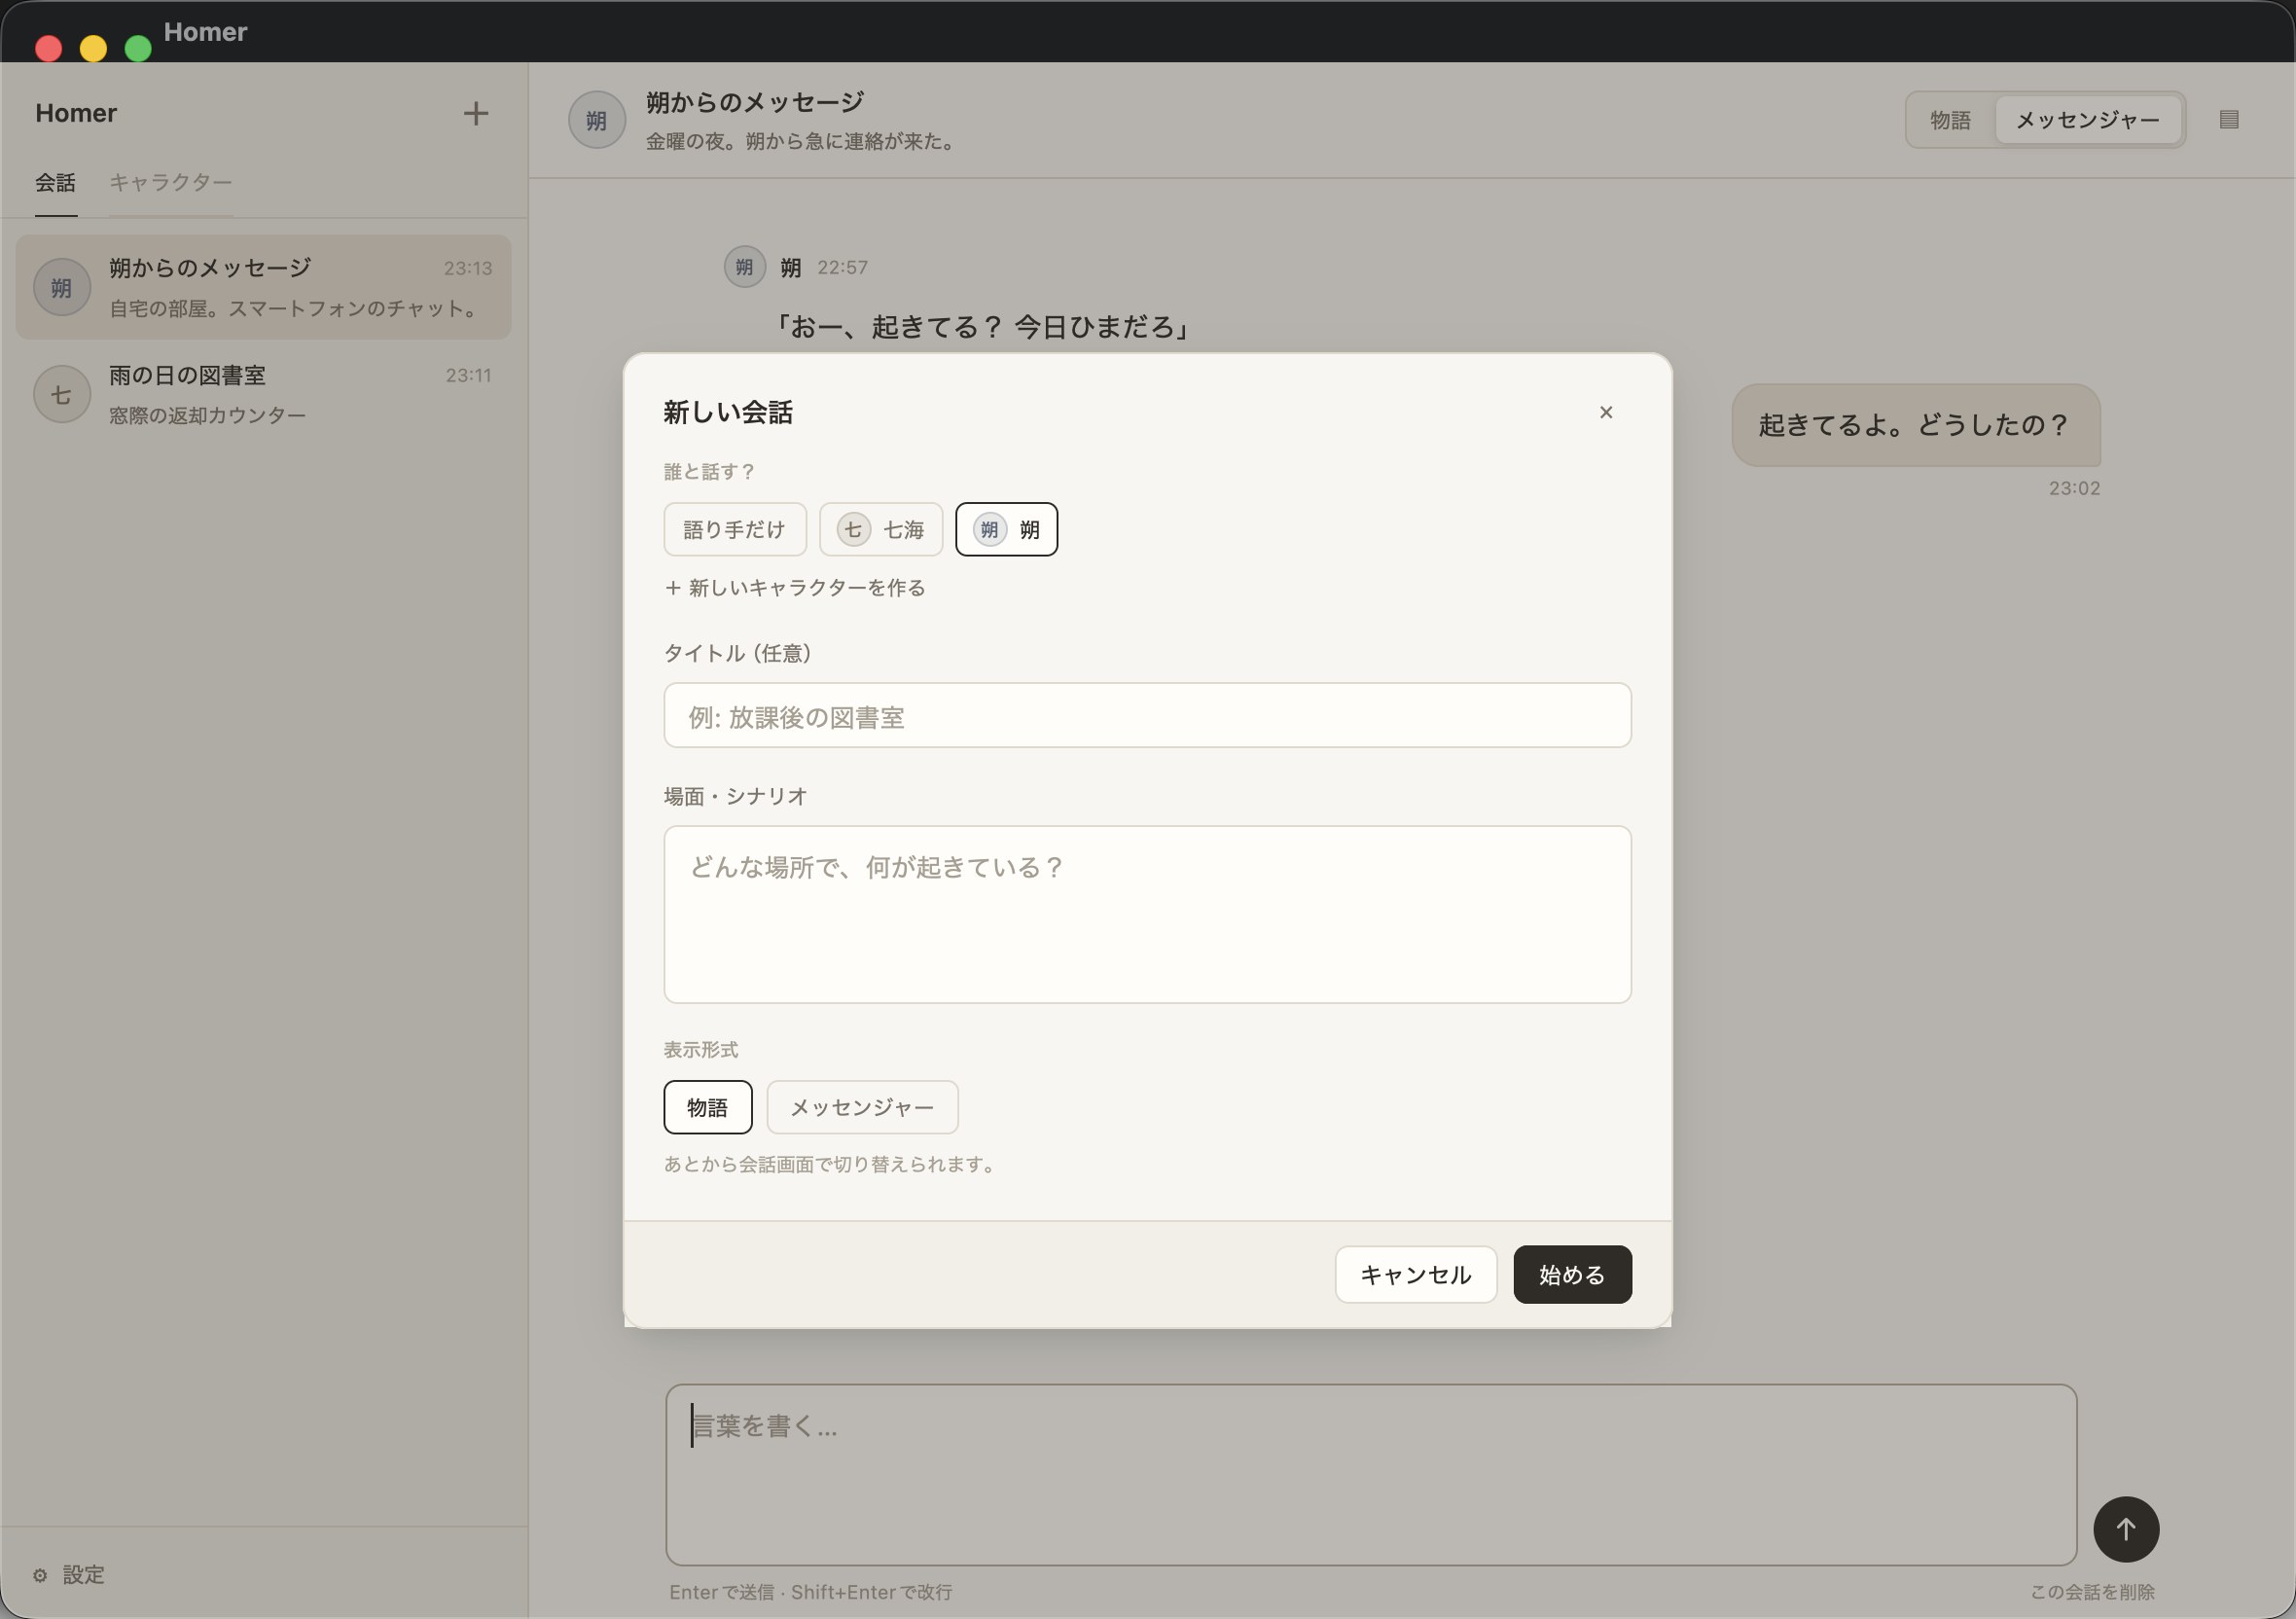 Homer
Homer
会話 キャラクター
朔
朔からのメッセージ 23:13
自宅の部屋。スマートフォンのチャット。
七
雨の日の図書室 23:11
窓際の返却カウンター
設定
朔
朔からのメッセージ
金曜の夜。朔から急に連絡が来た。
物語 メッセンジャー
朔 朔 22:57
「おー、起きてる? 今日ひまだろ」
起きてるよ。どうしたの?
23:02
新しい会話
誰と話す?
語り手だけ 七 七海 朔 朔
+ 新しいキャラクターを作る
タイトル (任意)
例: 放課後の図書室
場面・シナリオ
どんな場所で、何が起きている?
表示形式
物語 メッセンジャー
あとから会話画面で切り替えられます。
キャンセル 始める
言葉を書く…
Enterで送信 · Shift+Enterで改行
この会話を削除